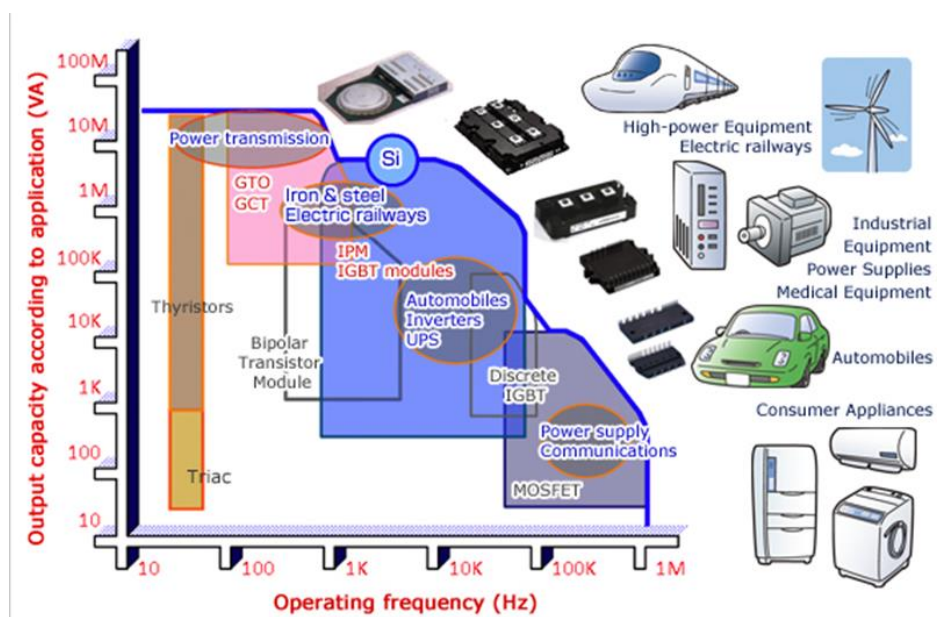 Output capacity according to application (VA)
100M
10M
1M
100K
10K
1K
100
10
Power transmission
Si
GTO
GCT
Iron & steel
Electric railways
IPM
IGBT modules
Thyristors
Automobiles
Inverters
UPS
Bipolar
Transistor
Module
Discrete
IGBT
Power supply
Communications
Triac
MOSFET
10
100
1K
10K
100K
1M
Operating frequency (Hz)
High-power Equipment
Electric railways
Industrial
Equipment
Power Supplies
Medical Equipment
Automobiles
Consumer Appliances